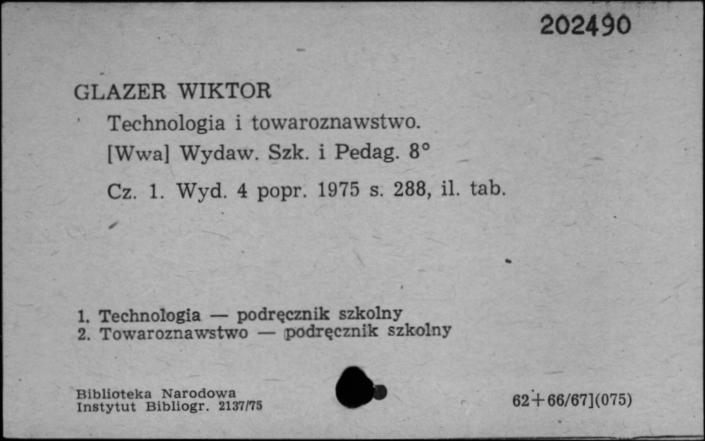 202490
GLAZER WIKTOR
Technologia i towaroznawstwo.
[Wwa] Wydaw. Szk. i Pedag. 8°
Cz. 1. Wyd. 4 popr. 1975 s. 288, il. tab.
1. Technologia — podręcznik szkolny
2. Towaroznawstwo — podręcznik szkolny
Biblioteka Narodowa
Instytut Bibliogr. 2137/75
62+66/67](075)